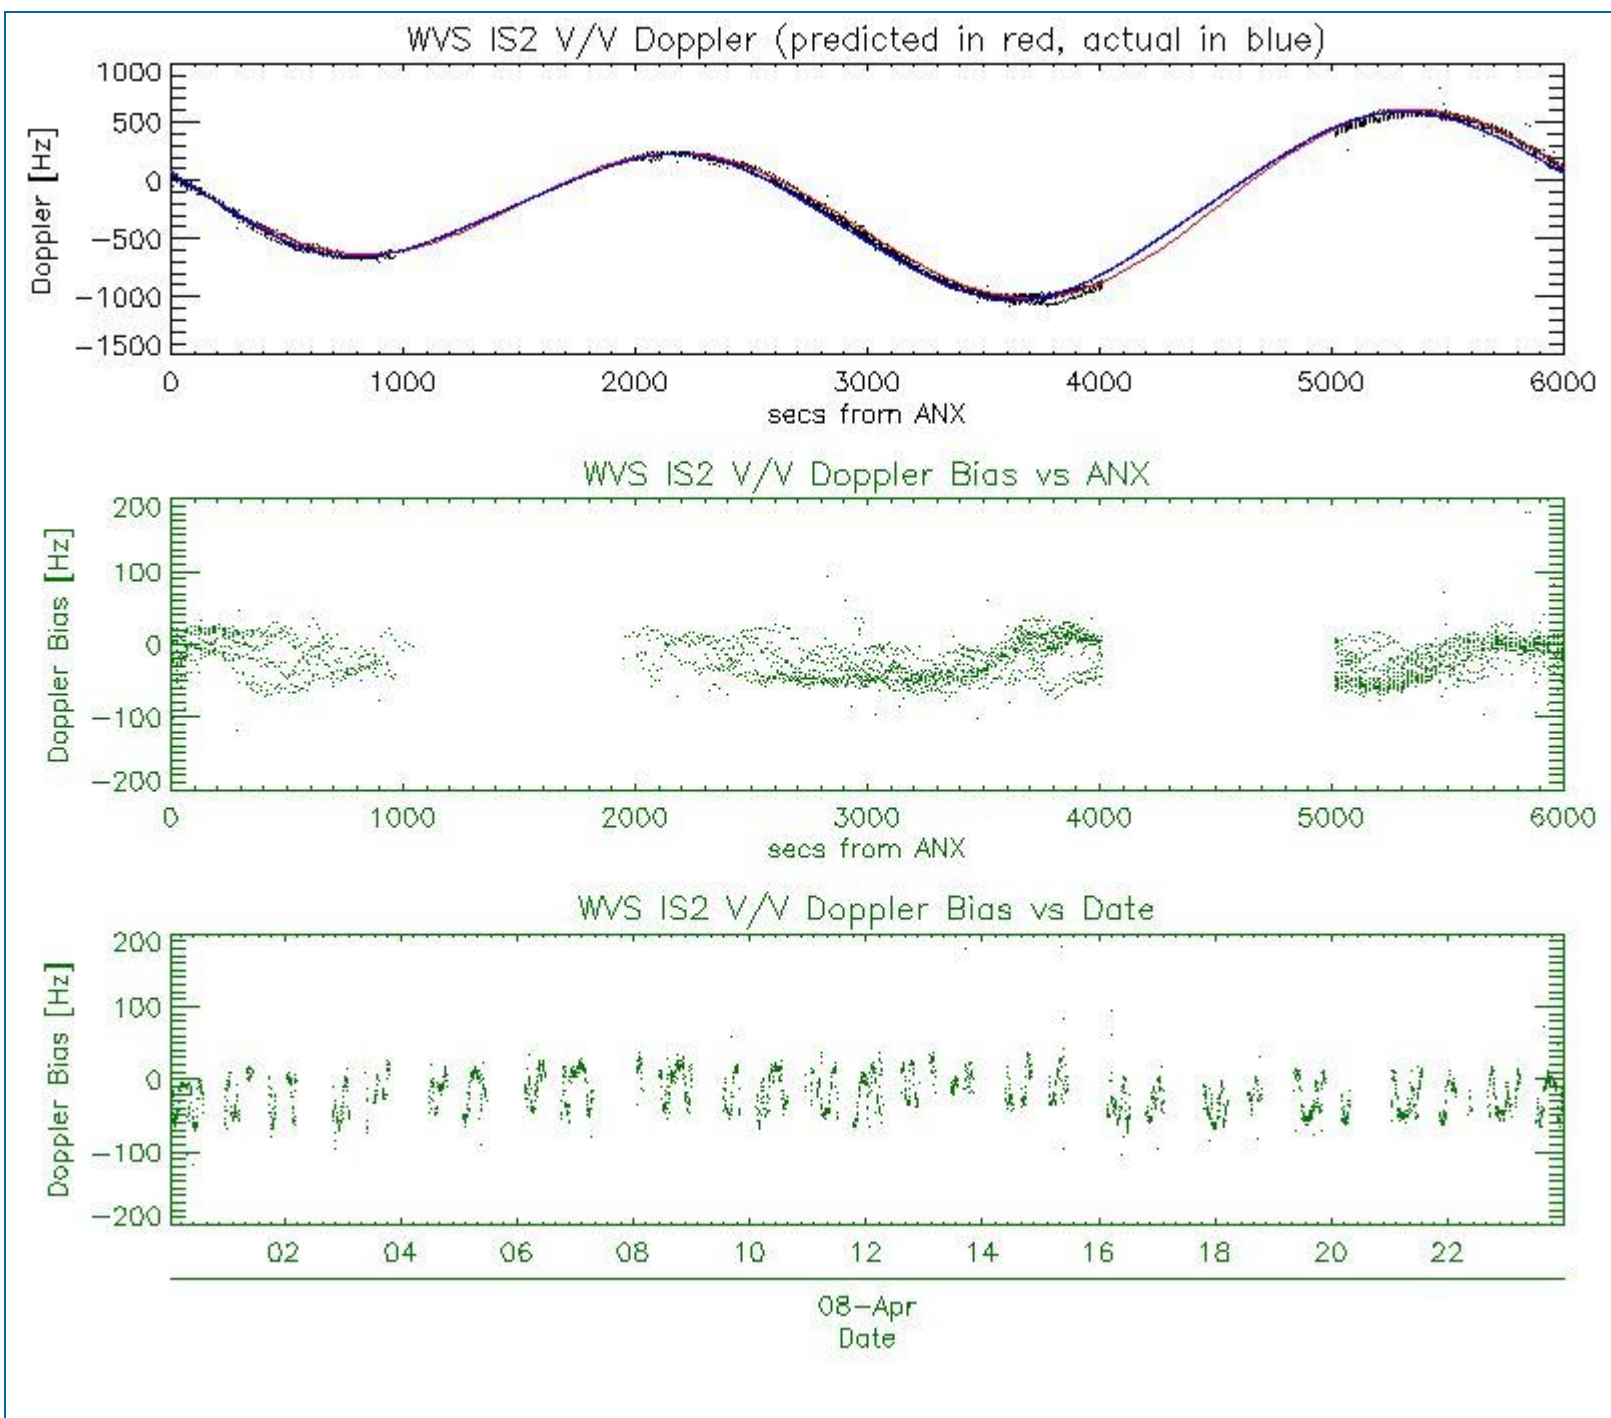 WVS IS2 V/V Doppler (predicted in red, actual in blue)
Doppler [Hz]
1000
500
0
−500
−1000
−1500
0 1000 2000 3000 4000 5000 6000
secs from ANX
WVS IS2 V/V Doppler Bias vs ANX
Doppler Bias [Hz]
200
100
0
−100
−200
0 1000 2000 3000 4000 5000 6000
secs from ANX
WVS IS2 V/V Doppler Bias vs Date
Doppler Bias [Hz]
200
100
0
−100
−200
02 04 06 08 10 12 14 16 18 20 22
08−Apr
Date